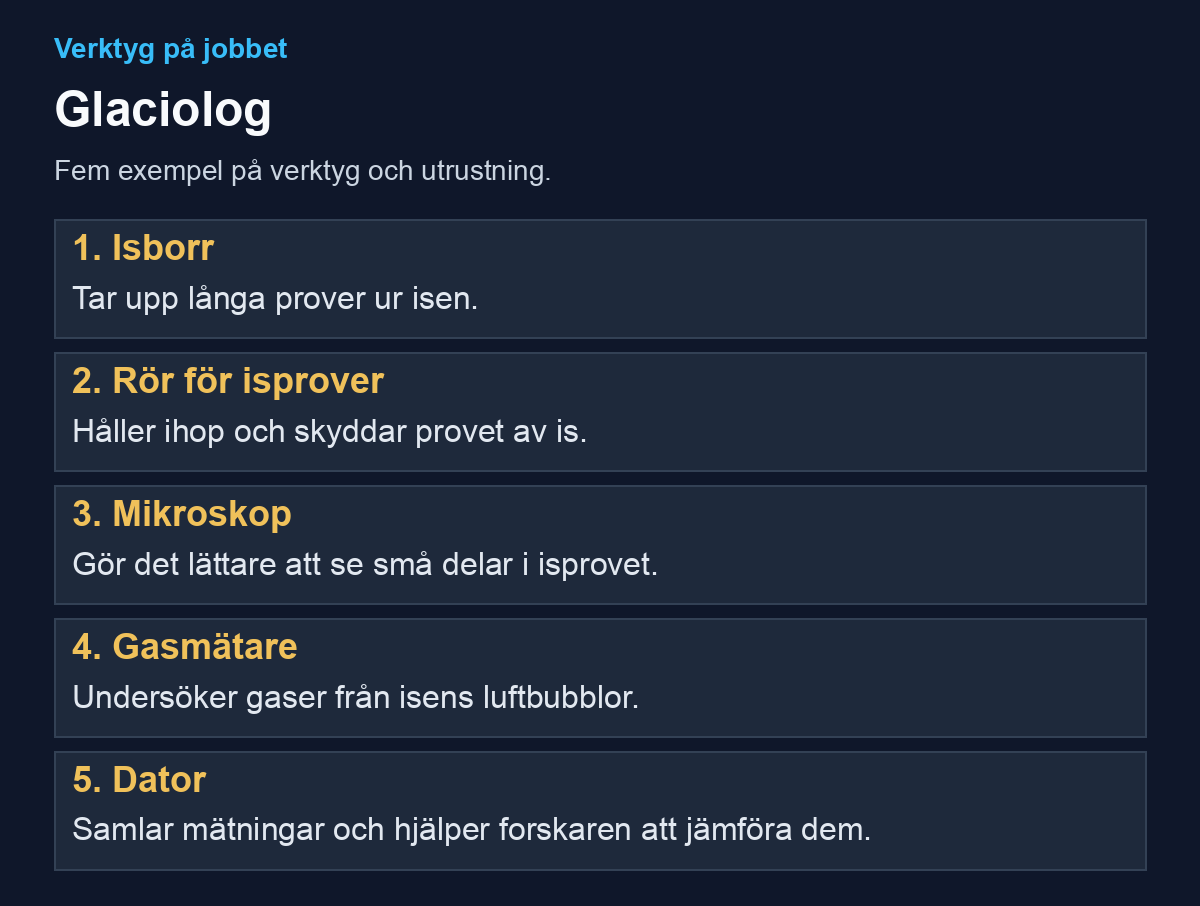 Verktyg på jobbet
Glaciolog
Fem exempel på verktyg och utrustning.
1. Isborr
Tar upp långa prover ur isen.
2. Rör för isprover
Håller ihop och skyddar provet av is.
3. Mikroskop
Gör det lättare att se små delar i isprovet.
4. Gasmätare
Undersöker gaser från isens luftbubblor.
5. Dator
Samlar mätningar och hjälper forskaren att jämföra dem.